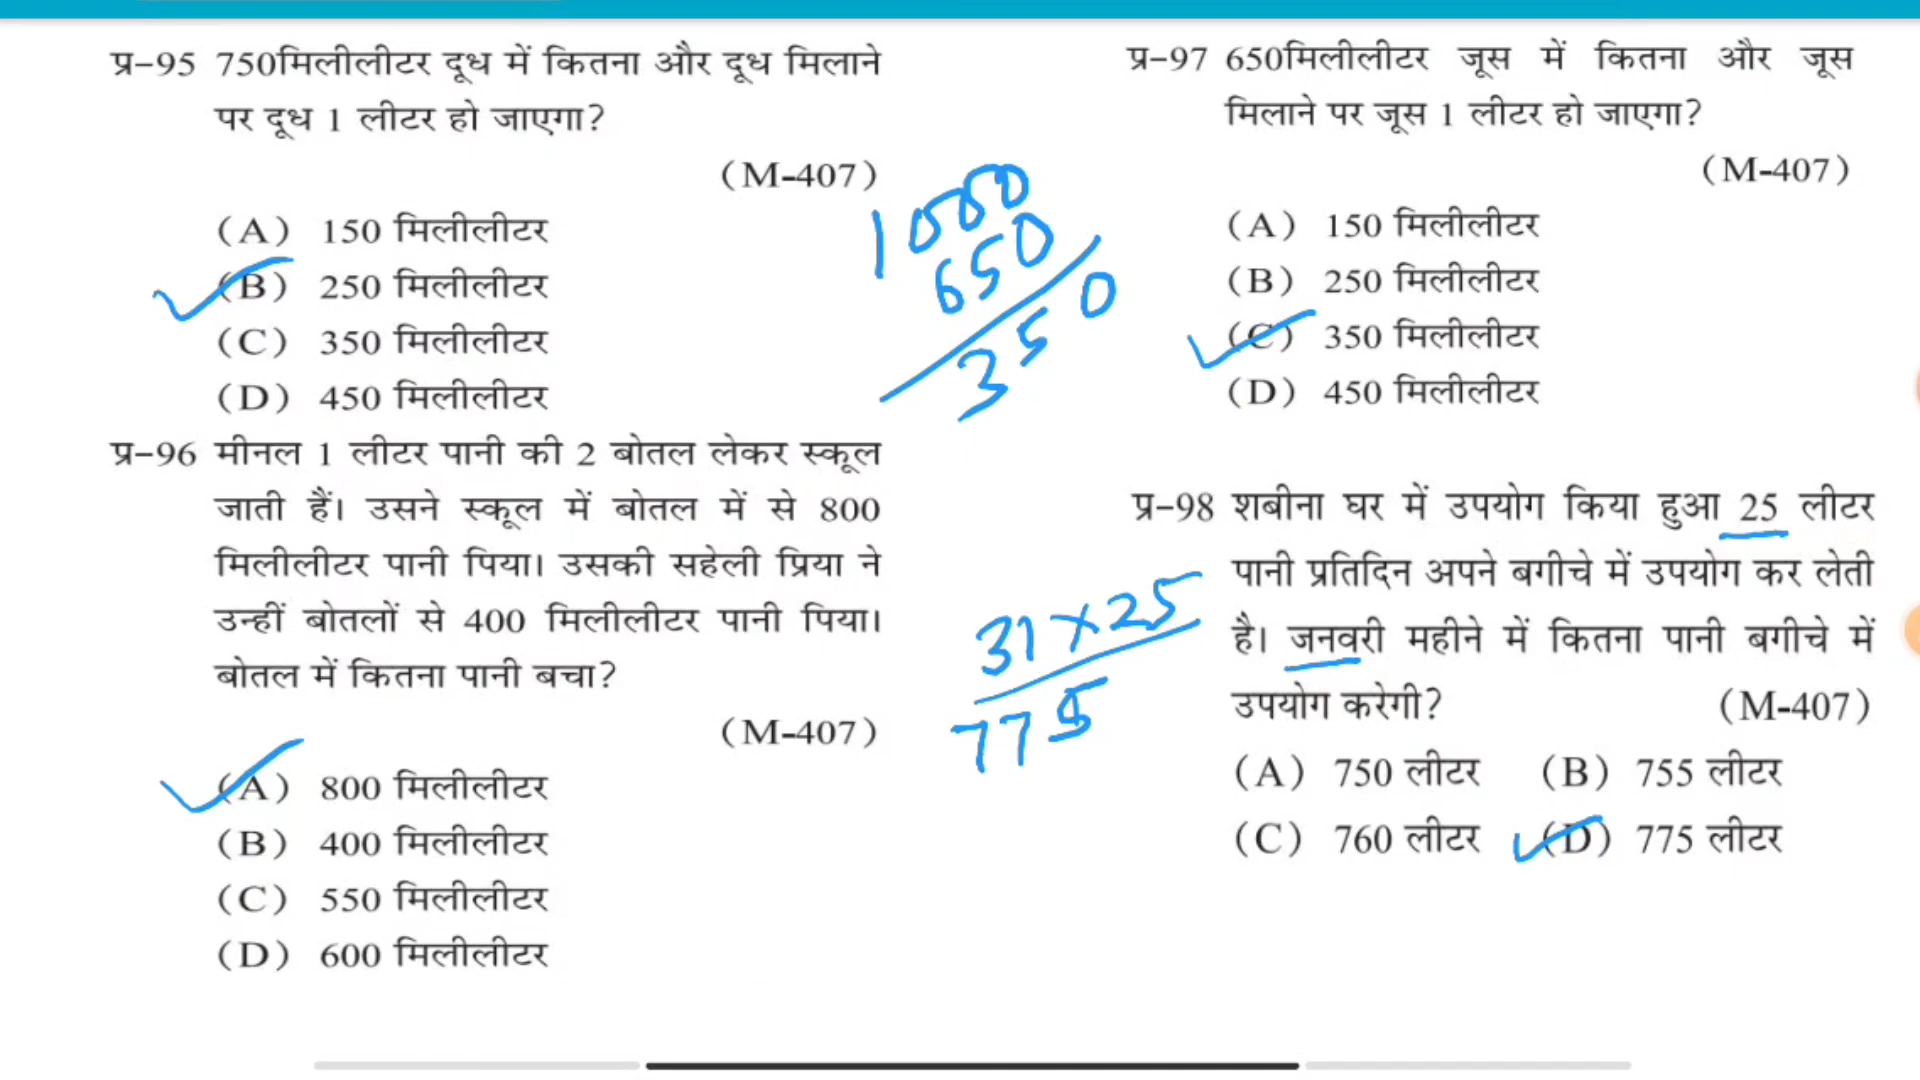 प्र–95 750मिलीलीटर दूध में कितना और दूध मिलाने
पर दूध 1 लीटर हो जाएगा?
(M-407)
(A) 150 मिलीलीटर
(B) 250 मिलीलीटर
(C) 350 मिलीलीटर
(D) 450 मिलीलीटर
प्र–96 मीनल 1 लीटर पानी की 2 बोतल लेकर स्कूल
जाती हैं। उसने स्कूल में बोतल में से 800
मिलीलीटर पानी पिया। उसकी सहेली प्रिया ने
उन्हीं बोतलों से 400 मिलीलीटर पानी पिया।
बोतल में कितना पानी बचा?
(M-407)
(A) 800 मिलीलीटर
(B) 400 मिलीलीटर
(C) 550 मिलीलीटर
(D) 600 मिलीलीटर
1000
650
350
31×25
775
प्र–97 650मिलीलीटर जूस में कितना और जूस
मिलाने पर जूस 1 लीटर हो जाएगा?
(M-407)
(A) 150 मिलीलीटर
(B) 250 मिलीलीटर
(C) 350 मिलीलीटर
(D) 450 मिलीलीटर
प्र–98 शबीना घर में उपयोग किया हुआ 25 लीटर
पानी प्रतिदिन अपने बगीचे में उपयोग कर लेती
है। जनवरी महीने में कितना पानी बगीचे में
उपयोग करेगी? (M-407)
(A) 750 लीटर (B) 755 लीटर
(C) 760 लीटर (D) 775 लीटर